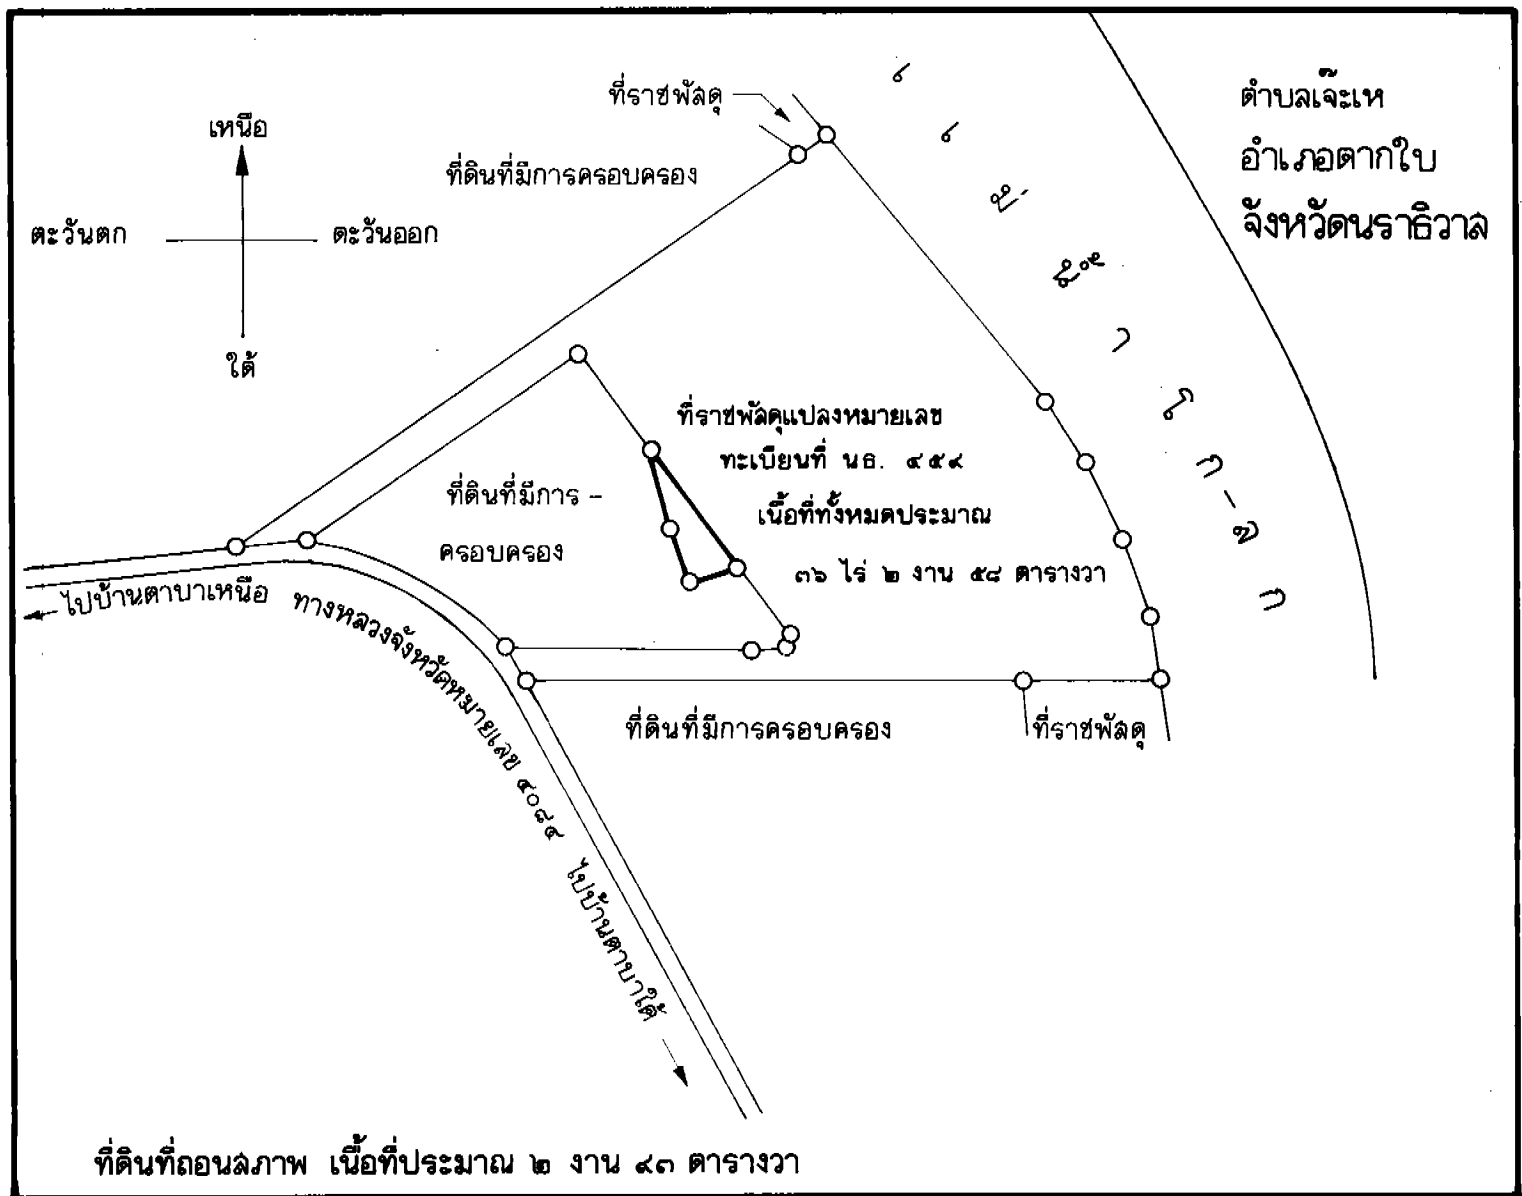 ตำบลเจ๊ะเห
อำเภอตากใบ
จังหวัดนราธิวาส
เหนือ
ตะวันตก
ตะวันออก
ใต้
ที่ราชพัสดุ
ที่ดินที่มีการครอบครอง
แม่น้ำโก-ลก
ที่ราชพัสดุแปลงหมายเลข
ทะเบียนที่ นธ. ๔๕๔
เนื้อที่ทั้งหมดประมาณ
๓๖ ไร่ ๒ งาน ๕๘ ตารางวา
ที่ดินที่มีการ -
ครอบครอง
ไปบ้านตาบาเหนือ
ทางหลวงจังหวัดหมายเลข ๔๐๘๔
ไปบ้านตาบาใต้
ที่ดินที่มีการครอบครอง
ที่ราชพัสดุ
ที่ดินที่ถอนสภาพ เนื้อที่ประมาณ ๒ งาน ๙๓ ตารางวา